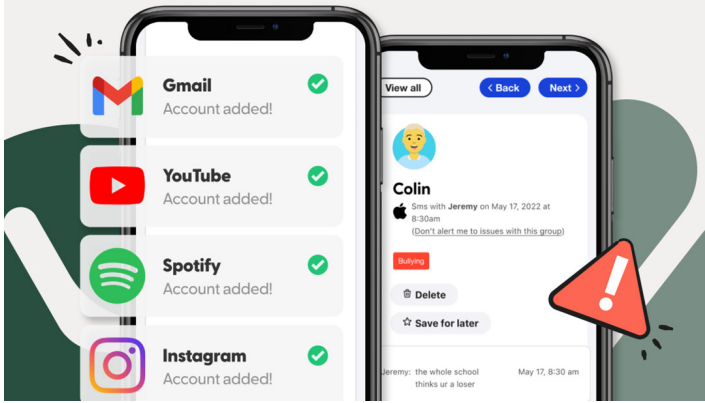 Gmail
Account added!
YouTube
Account added!
Spotify
Account added!
Instagram
Account added!
View all
< Back
Next >
Colin
Sms with Jeremy on May 17, 2022 at
8:30am
(Don't alert me to issues with this group)
Bullying
Delete
Save for later
Jeremy: the whole school
thinks ur a loser
May 17, 8:30 am